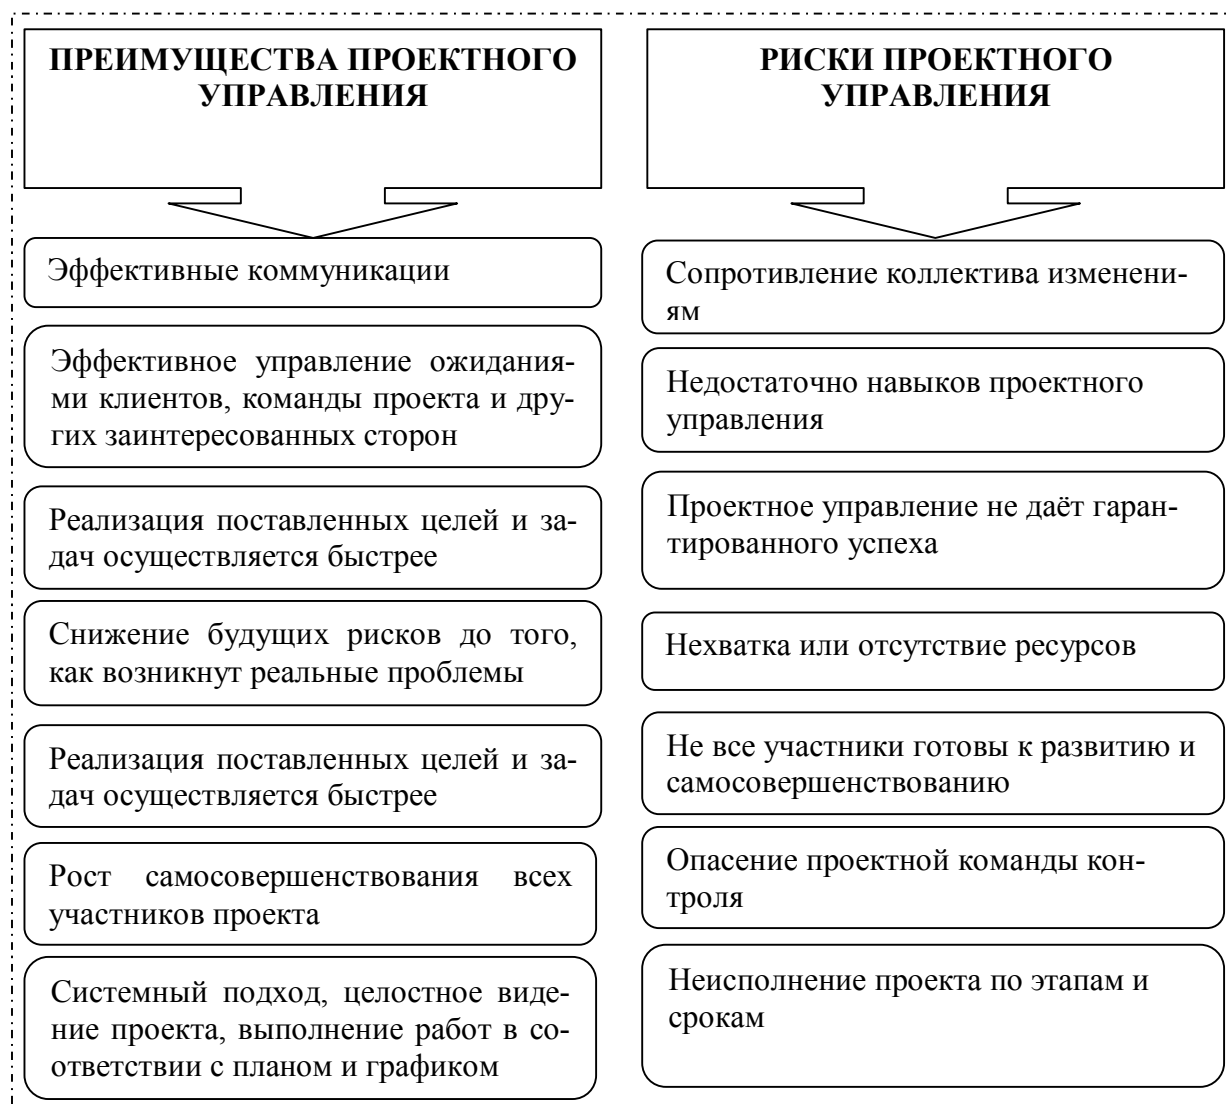 ПРЕИМУЩЕСТВА ПРОЕКТНОГО
УПРАВЛЕНИЯ
Эффективные коммуникации
Эффективное управление ожидания-
ми клиентов, команды проекта и дру-
гих заинтересованных сторон
Реализация поставленных целей и за-
дач осуществляется быстрее
Снижение будущих рисков до того,
как возникнут реальные проблемы
Реализация поставленных целей и за-
дач осуществляется быстрее
Рост самосовершенствования всех
участников проекта
Системный подход, целостное виде-
ние проекта, выполнение работ в со-
ответствии с планом и графиком
РИСКИ ПРОЕКТНОГО
УПРАВЛЕНИЯ
Сопротивление коллектива изменени-
ям
Недостаточно навыков проектного
управления
Проектное управление не даёт гаран-
тированного успеха
Нехватка или отсутствие ресурсов
Не все участники готовы к развитию и
самосовершенствованию
Опасение проектной команды кон-
троля
Неисполнение проекта по этапам и
срокам